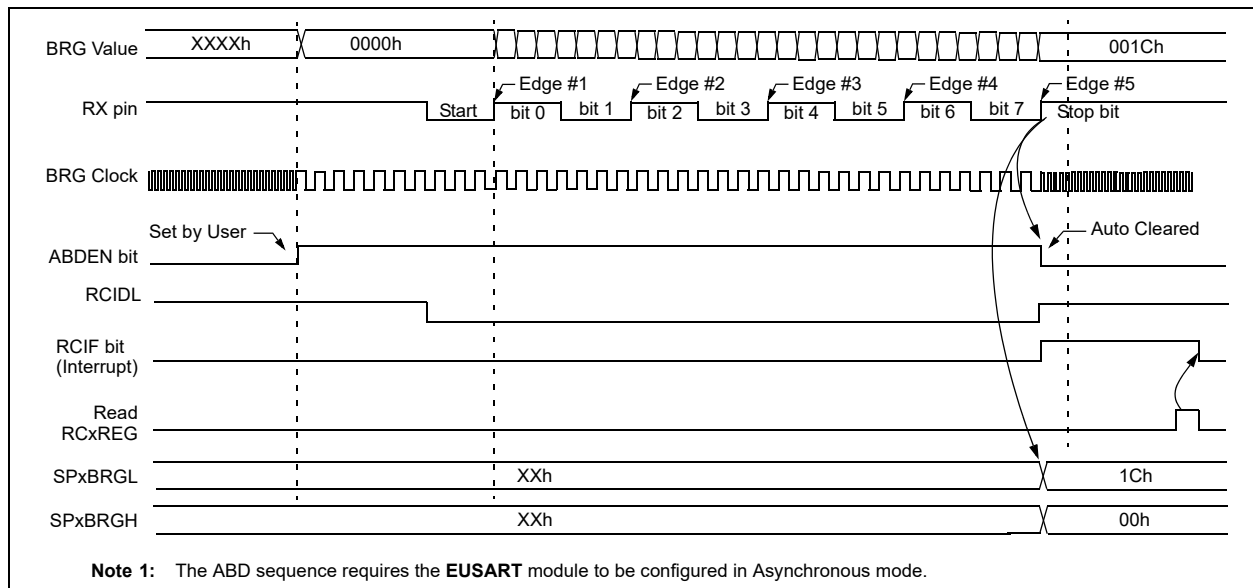 BRG Value
XXXXh
0000h
001Ch
RX pin
Start
Edge #1
bit 0
bit 1
Edge #2
bit 2
bit 3
Edge #3
bit 4
bit 5
Edge #4
bit 6
bit 7
Edge #5
Stop bit
BRG Clock
Set by User
Auto Cleared
ABDEN bit
RCIDL
RCIF bit
(Interrupt)
Read
RCxREG
SPxBRGL
XXh
1Ch
SPxBRGH
XXh
00h
Note 1: The ABD sequence requires the EUSART module to be configured in Asynchronous mode.